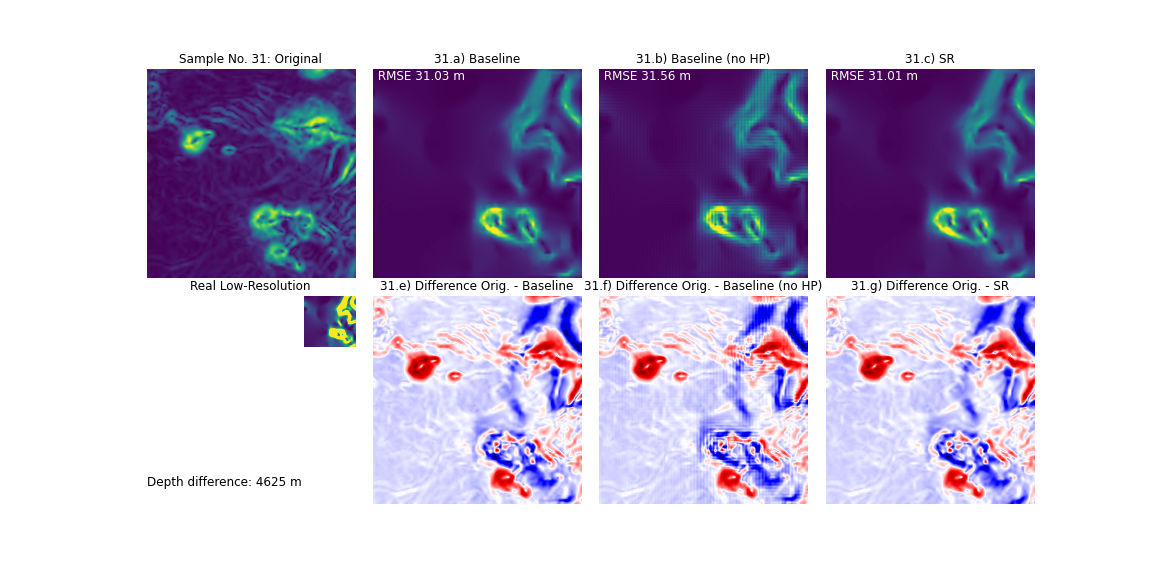 Sample No. 31: Original
31.a) Baseline
31.b) Baseline (no HP)
31.c) SR
RMSE 31.03 m
RMSE 31.56 m
RMSE 31.01 m
Real Low-Resolution
31.e) Difference Orig. - Baseline
31.f) Difference Orig. - Baseline (no HP)
31.g) Difference Orig. - SR
Depth difference: 4625 m